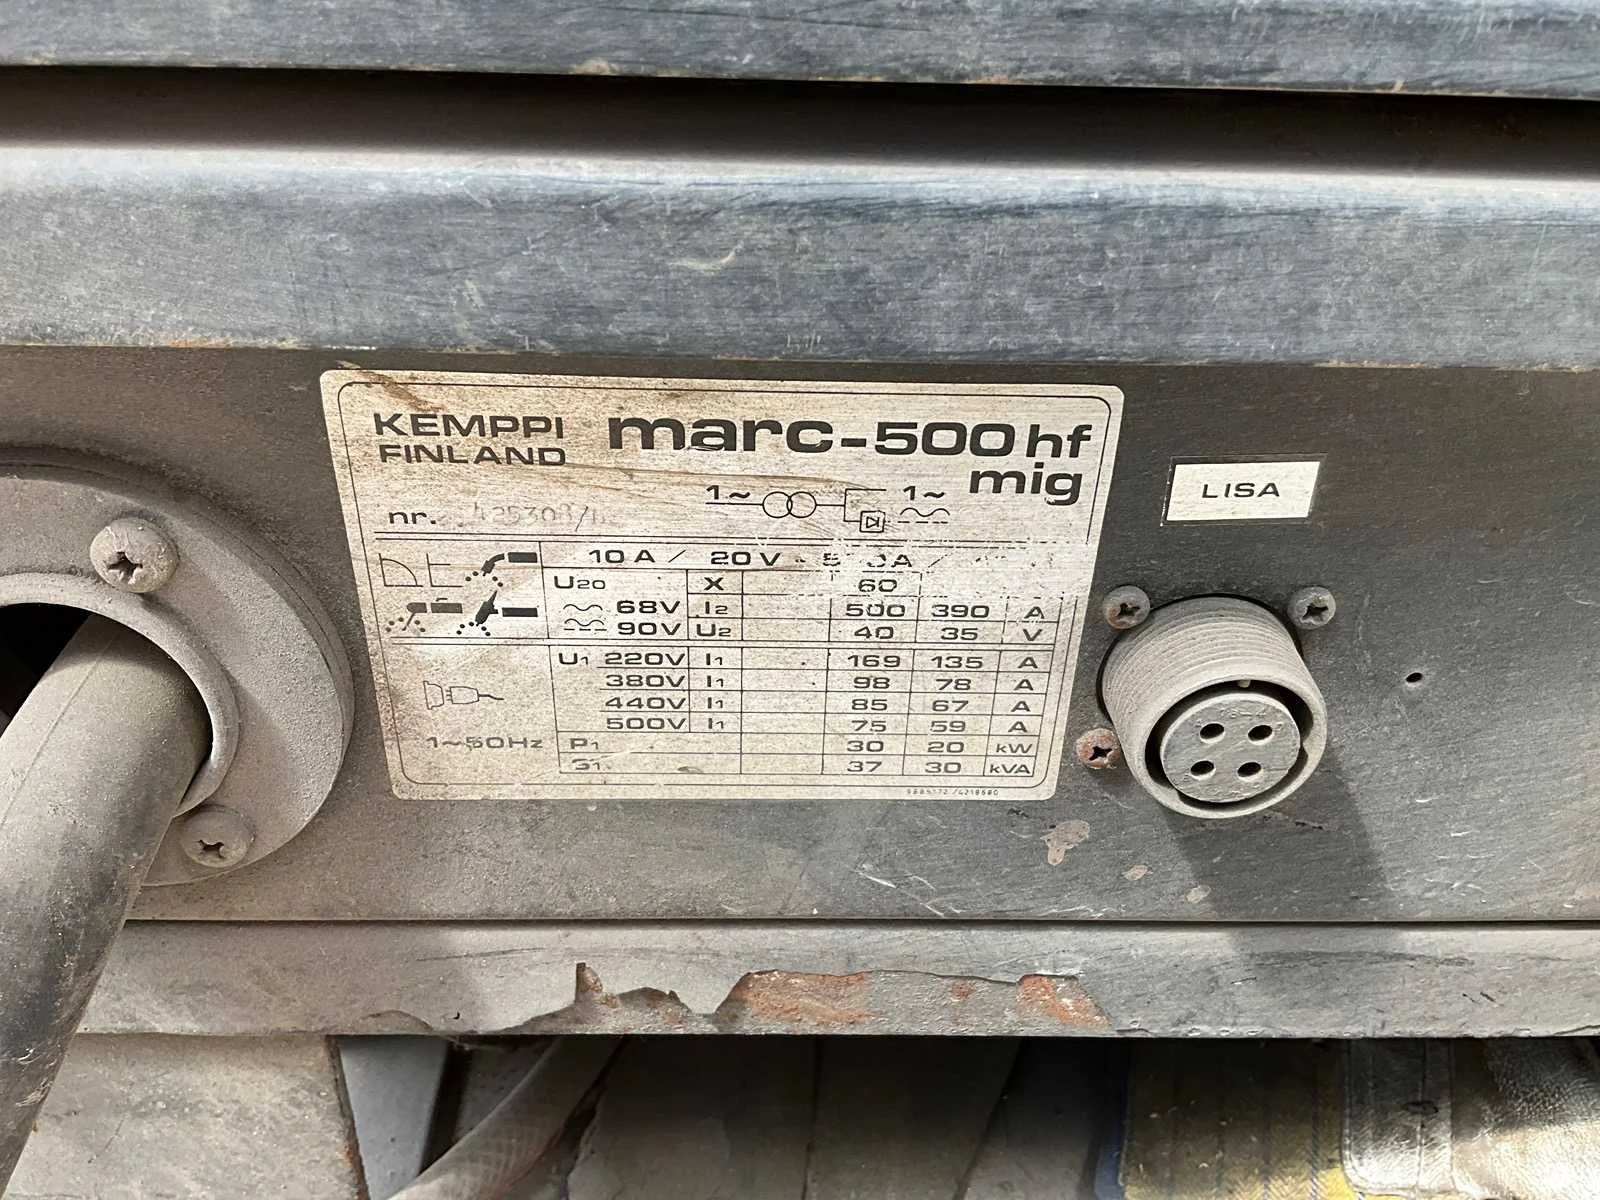 KEMPPI marc-500 hf
FINLAND mig
1~ 1~
nr. 425308/
10 A / 20 V -
U20 X 60
68V I2 500 390 A
90V U2 40 35 V
U1 220V I1 169 135 A
380V I1 98 78 A
440V I1 85 67 A
500V I1 75 59 A
1~50Hz P1 30 20 kW
S1 37 30 kVA
LISA